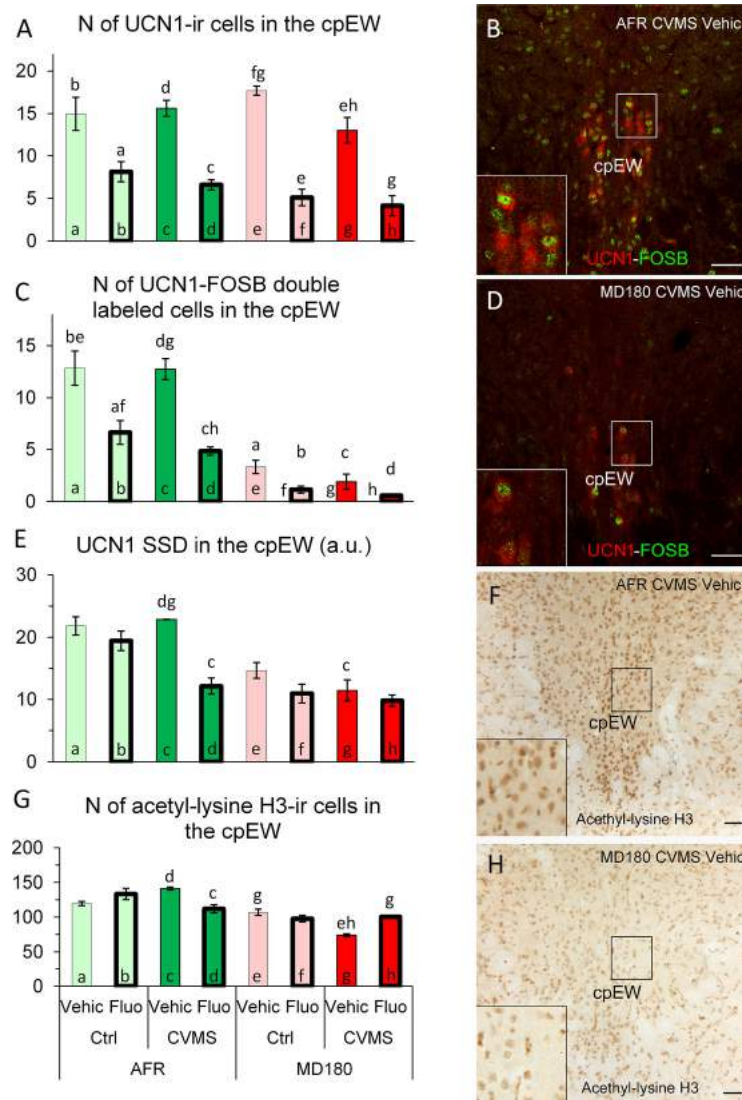 A
N of UCN1-ir cells in the cpEW
20
15
10
5
0
b
a
d
c
fg
e
eh
g
a
b
c
d
e
f
g
h
B
AFR CVMS Vehic
cpEW
UCN1-FOSB
C
N of UCN1-FOSB double
labeled cells in the cpEW
15
10
5
0
be
af
dg
ch
a
b
c
d
a
b
c
d
e
f
g
h
D
MD180 CVMS Vehic
cpEW
UCN1-FOSB
E
UCN1 SSD in the cpEW (a.u.)
30
20
10
0
dg
c
c
a
b
c
d
e
f
g
h
F
AFR CVMS Vehic
cpEW
Acethyl-lysine H3
G
N of acetyl-lysine H3-ir cells in
the cpEW
200
150
100
50
0
d
c
g
eh
g
a
b
c
d
e
f
g
h
Vehic Fluo Vehic Fluo Vehic Fluo Vehic Fluo
Ctrl CVMS Ctrl CVMS
AFR MD180
H
MD180 CVMS Vehic
cpEW
Acethyl-lysine H3